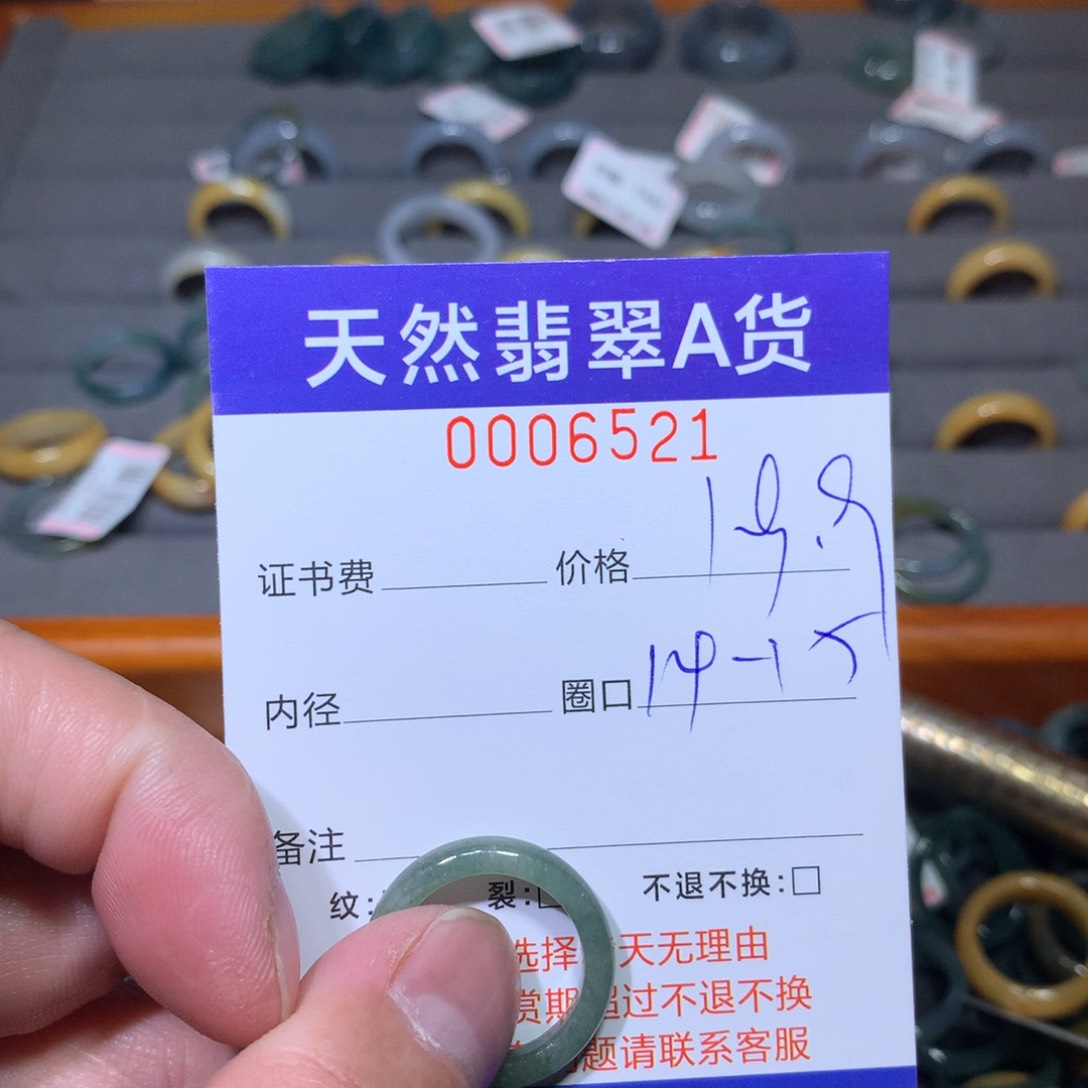 天然翡翠A货
0006521
证书费 价格 19.9
内径 圈口 14-15
备注
纹: 裂:□ 不退不换:□
选择 天无理由
赏期 超过不退不换
题请联系客服